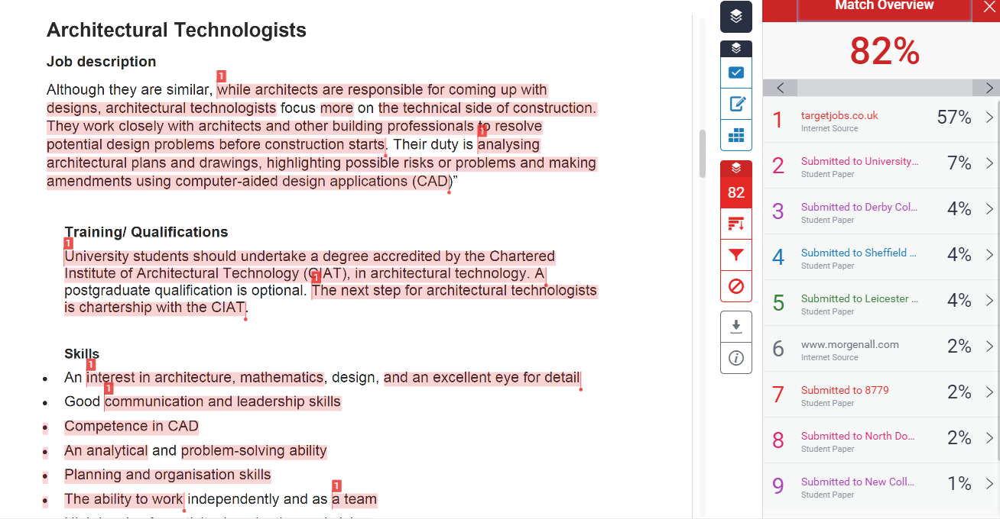 Architectural Technologists
Job description
1
Although they are similar, while architects are responsible for coming up with
designs, architectural technologists focus more on the technical side of construction.
They work closely with architects and other building professionals to resolve
1
potential design problems before construction starts. Their duty is analysing
architectural plans and drawings, highlighting possible risks or problems and making
amendments using computer-aided design applications (CAD)”
Training/ Qualifications
1
University students should undertake a degree accredited by the Chartered
Institute of Architectural Technology (CIAT), in architectural technology. A
1
postgraduate qualification is optional. The next step for architectural technologists
is chartership with the CIAT.
Skills
1
• An interest in architecture, mathematics, design, and an excellent eye for detail
1
• Good communication and leadership skills
• Competence in CAD
• An analytical and problem-solving ability
• Planning and organisation skills
1
• The ability to work independently and as a team
82
Match Overview
82%
1 targetjobs.co.uk 57%
Internet Source
2 Submitted to University... 7%
Student Paper
3 Submitted to Derby Col... 4%
Student Paper
4 Submitted to Sheffield ... 4%
Student Paper
5 Submitted to Leicester ... 4%
Student Paper
6 www.morgenall.com 2%
Internet Source
7 Submitted to 8779 2%
Student Paper
8 Submitted to North Do... 2%
Student Paper
9 Submitted to New Coll... 1%
Student Paper